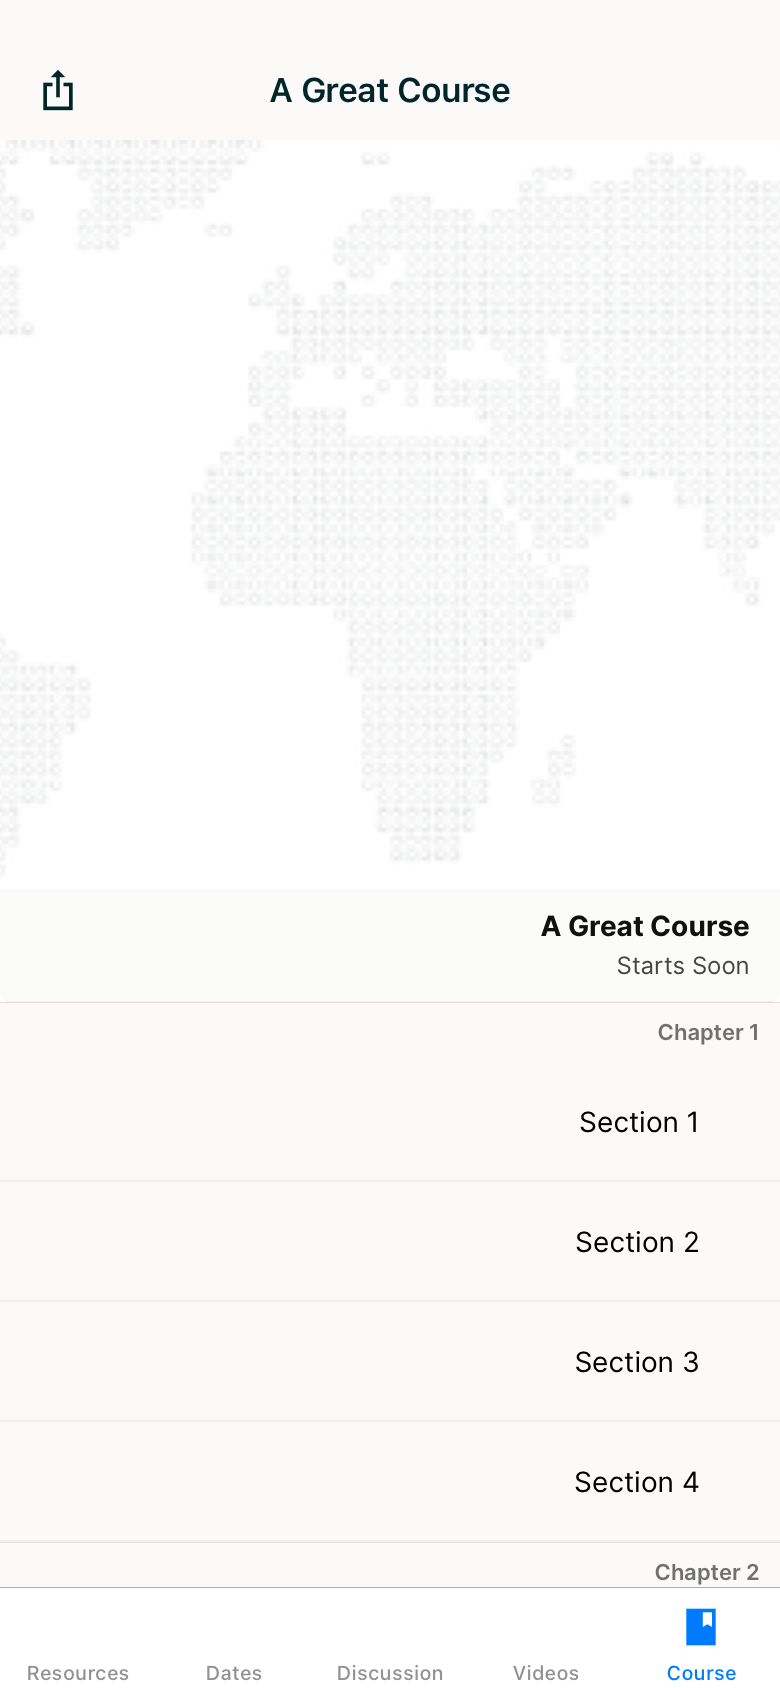 A Great Course
A Great Course
Starts Soon
Chapter 1
Section 1
Section 2
Section 3
Section 4
Chapter 2
Resources Dates Discussion Videos Course